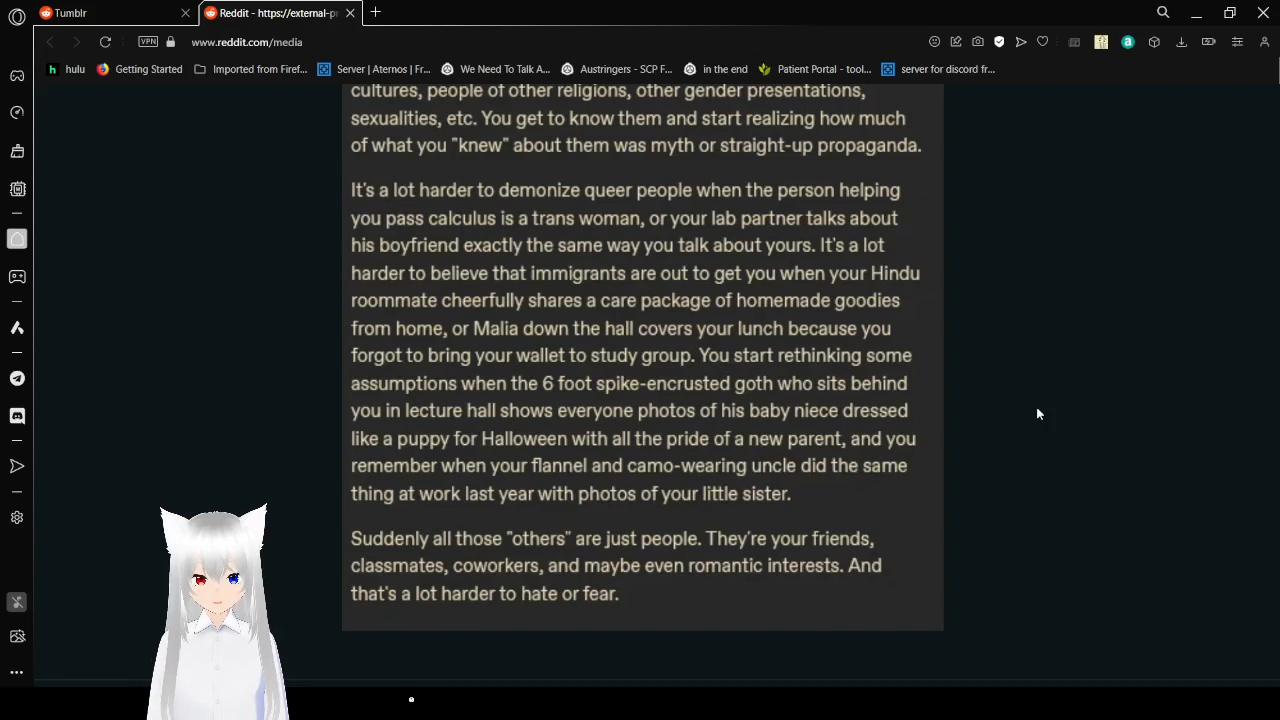 Tumblr
Reddit - https://external-pr
VPN
www.reddit.com/media
hulu
Getting Started
Imported from Firef...
Server | Aternos | Fr...
We Need To Talk A...
Austringers - SCP F...
in the end
Patient Portal - tool...
server for discord fr...
cultures, people of other religions, other gender presentations,
sexualities, etc. You get to know them and start realizing how much
of what you "knew" about them was myth or straight-up propaganda.
It's a lot harder to demonize queer people when the person helping
you pass calculus is a trans woman, or your lab partner talks about
his boyfriend exactly the same way you talk about yours. It's a lot
harder to believe that immigrants are out to get you when your Hindu
roommate cheerfully shares a care package of homemade goodies
from home, or Malia down the hall covers your lunch because you
forgot to bring your wallet to study group. You start rethinking some
assumptions when the 6 foot spike-encrusted goth who sits behind
you in lecture hall shows everyone photos of his baby niece dressed
like a puppy for Halloween with all the pride of a new parent, and you
remember when your flannel and camo-wearing uncle did the same
thing at work last year with photos of your little sister.
Suddenly all those "others" are just people. They're your friends,
classmates, coworkers, and maybe even romantic interests. And
that's a lot harder to hate or fear.